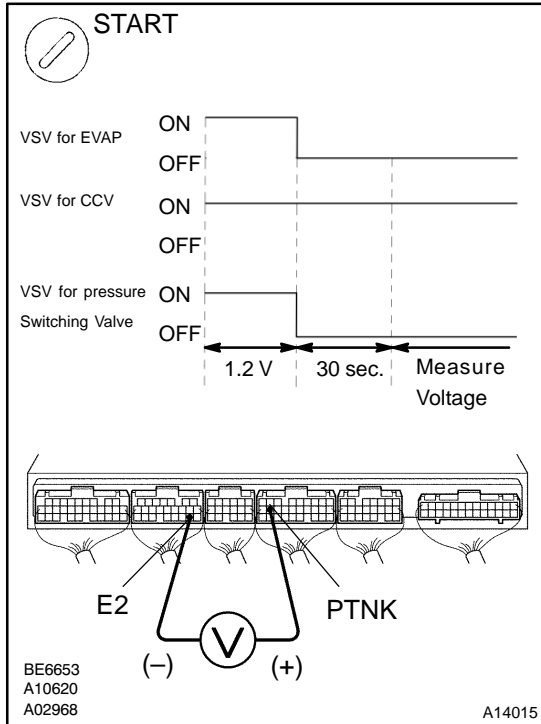 START
VSV for EVAP
ON
OFF
VSV for CCV
ON
OFF
VSV for pressure
Switching Valve
ON
OFF
1.2 V
30 sec.
Measure
Voltage
E2
PTNK
(–)
V
(+)
BE6653
A10620
A02968
A14015